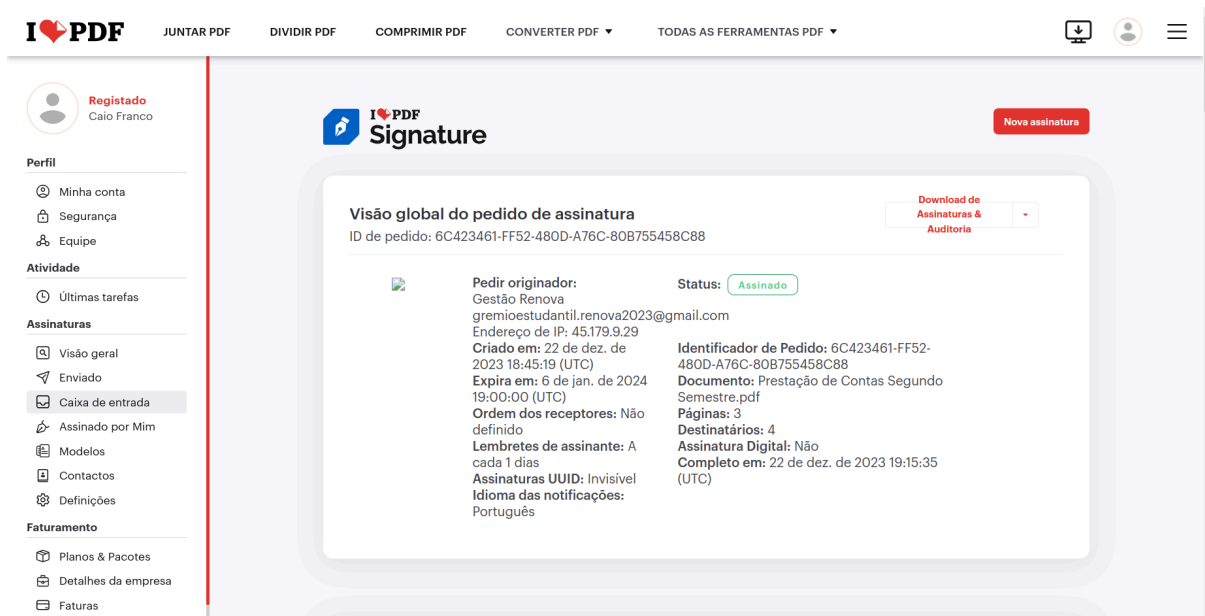 I PDF
JUNTAR PDF
DIVIDIR PDF
COMPRIMIR PDF
CONVERTER PDF
TODAS AS FERRAMENTAS PDF
Registado
Caio Franco
Perfil
Minha conta
Segurança
Equipe
Atividade
Últimas tarefas
Assinaturas
Visão geral
Enviado
Caixa de entrada
Assinado por Mim
Modelos
Contactos
Definições
Faturamento
Planos & Pacotes
Detalhes da empresa
Faturas
I PDF
Signature
Nova assinatura
Visão global do pedido de assinatura
ID de pedido: 6C423461-FF52-480D-A76C-80B755458C88
Download de
Assinaturas &
Auditoria
Pedir originador:
Gestão Renova
gremioestudantil.renova2023@gmail.com
Endereço de IP: 45.179.9.29
Criado em: 22 de dez. de
2023 18:45:19 (UTC)
Expira em: 6 de jan. de 2024
19:00:00 (UTC)
Ordem dos receptores: Não
definido
Lembretes de assinante: A
cada 1 dias
Assinaturas UUID: Invisível
Idioma das notificações:
Português
Status: Assinado
Identificador de Pedido: 6C423461-FF52-
480D-A76C-80B755458C88
Documento: Prestação de Contas Segundo
Semestre.pdf
Páginas: 3
Destinatários: 4
Assinatura Digital: Não
Completo em: 22 de dez. de 2023 19:15:35
(UTC)